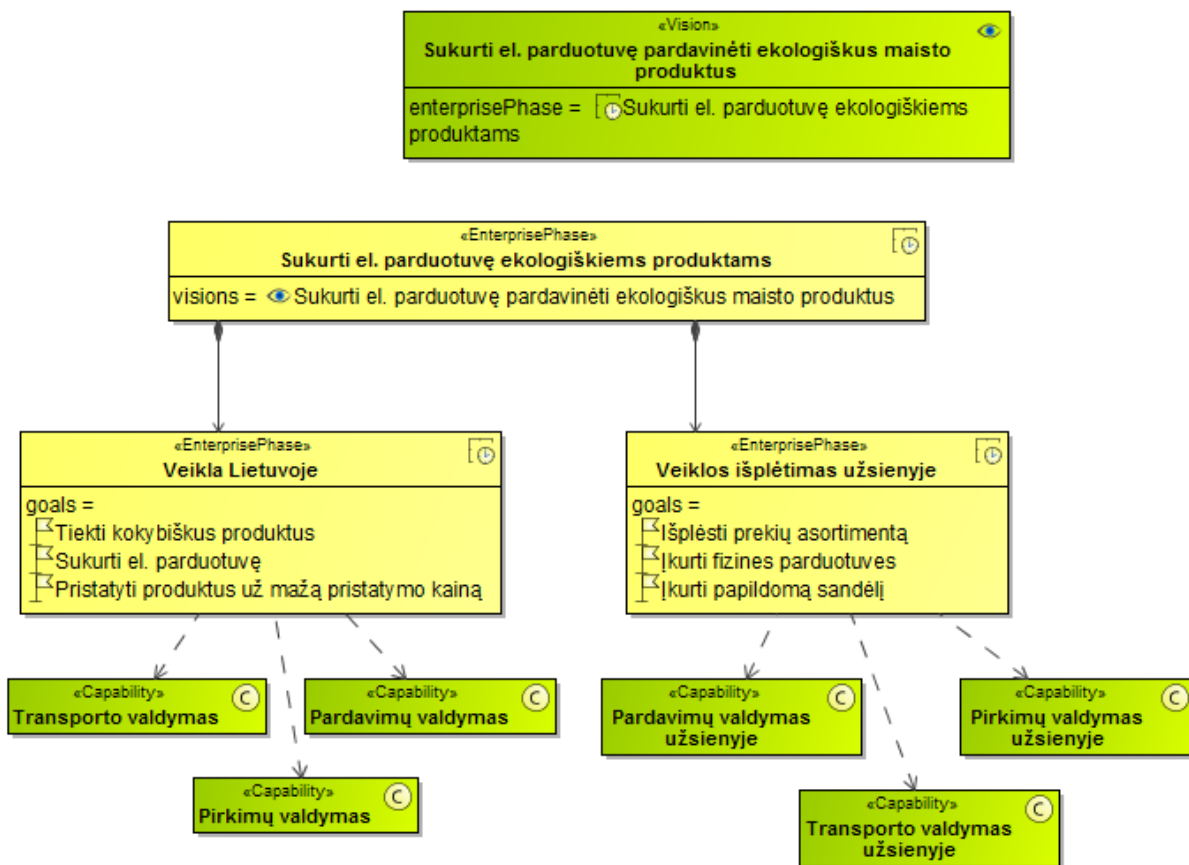 «Vision»
Sukurti el. parduotuvę pardavinėti ekologiškus maisto
produktus
enterprisePhase = Sukurti el. parduotuvę ekologiškiems
produktams
«EnterprisePhase»
Sukurti el. parduotuvę ekologiškiems produktams
visions = Sukurti el. parduotuvę pardavinėti ekologiškus maisto produktus
«EnterprisePhase»
Veikla Lietuvoje
goals =
Tiekti kokybiškus produktus
Sukurti el. parduotuvę
Pristatyti produktus už mažą pristatymo kainą
«EnterprisePhase»
Veiklos išplėtimas užsienyje
goals =
Išplėsti prekių asortimentą
Įkurti fizines parduotuves
Įkurti papildomą sandėlį
«Capability»
C
Transporto valdymas
«Capability»
C
Pardavimų valdymas
«Capability»
C
Pirkimų valdymas
«Capability»
C
Pardavimų valdymas
užsienyje
«Capability»
C
Pirkimų valdymas
užsienyje
«Capability»
C
Transporto valdymas
užsienyje